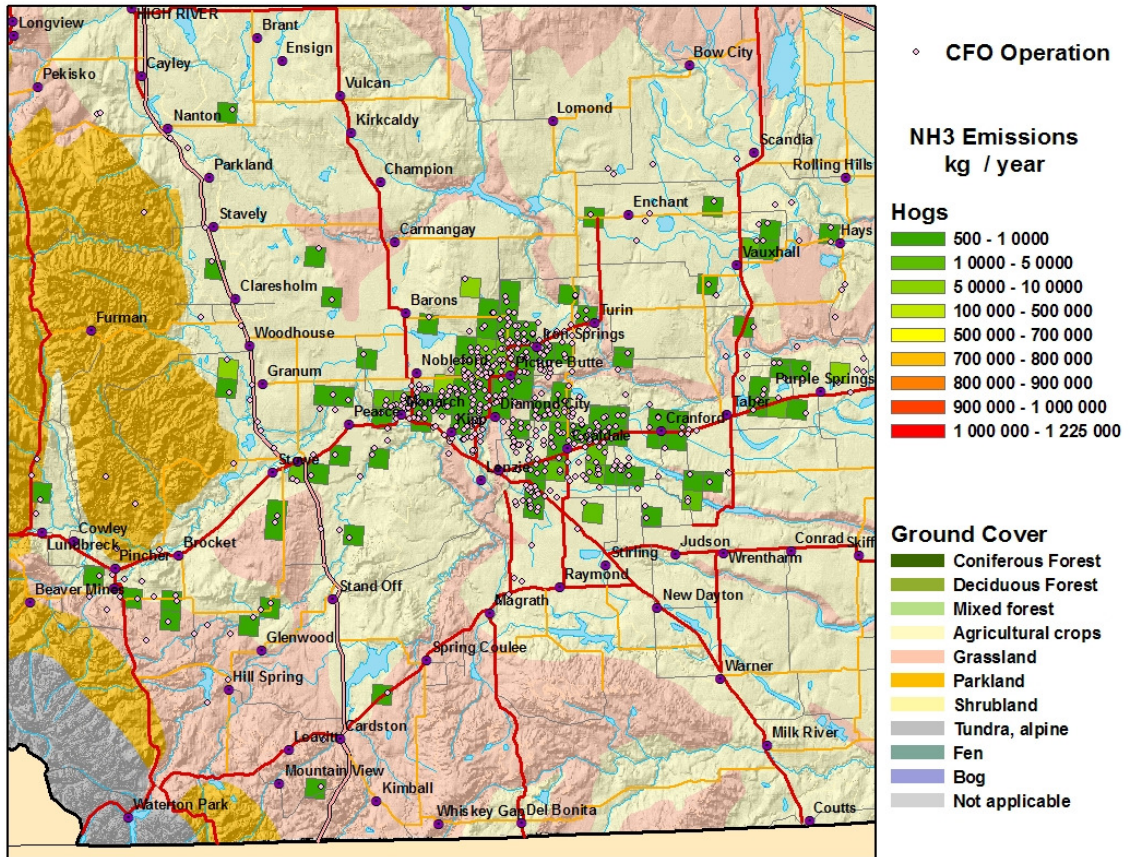 HIGH RIVER
Longview
Brant
Ensign
Bow City
Cayley
Pekisko
Vulcan
Lomond
Nanton
Kirkcaldy
Scandia
Parkland
Champion
Rolling Hills
Stavely
Enchant
Carmangay
Hays
Vauxhall
Claresholm
Barons
Turin
Furman
Woodhouse
Iron Springs
Nobleford
Picture Butte
Granum
Purple Springs
Monarch
Diamond City
Pearce
Taber
Cranford
Kipp
Coaldale
Lenzie
Stowe
Cowley
Lundbreck
Pincher
Brocket
Stirling
Judson
Wrentham
Conrad
Skiff
Beaver Mines
Stand Off
Raymond
Magrath
New Dayton
Glenwood
Spring Coulee
Hill Spring
Warner
Cardston
Leavitt
Milk River
Mountain View
Kimball
Waterton Park
Whiskey Gap
Del Bonita
Coutts
CFO Operation
NH3 Emissions
kg / year
Hogs
500 - 1 0000
1 0000 - 5 0000
5 0000 - 10 0000
100 000 - 500 000
500 000 - 700 000
700 000 - 800 000
800 000 - 900 000
900 000 - 1 000 000
1 000 000 - 1 225 000
Ground Cover
Coniferous Forest
Deciduous Forest
Mixed forest
Agricultural crops
Grassland
Parkland
Shrubland
Tundra, alpine
Fen
Bog
Not applicable